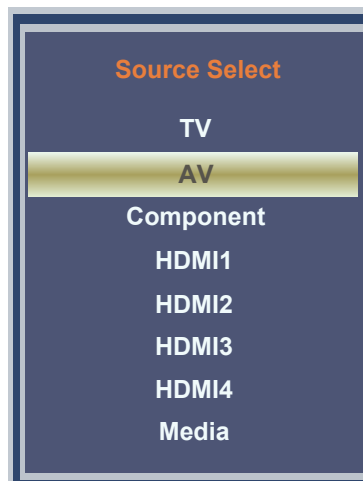 Source Select
TV
AV
Component
HDMI1
HDMI2
HDMI3
HDMI4
Media